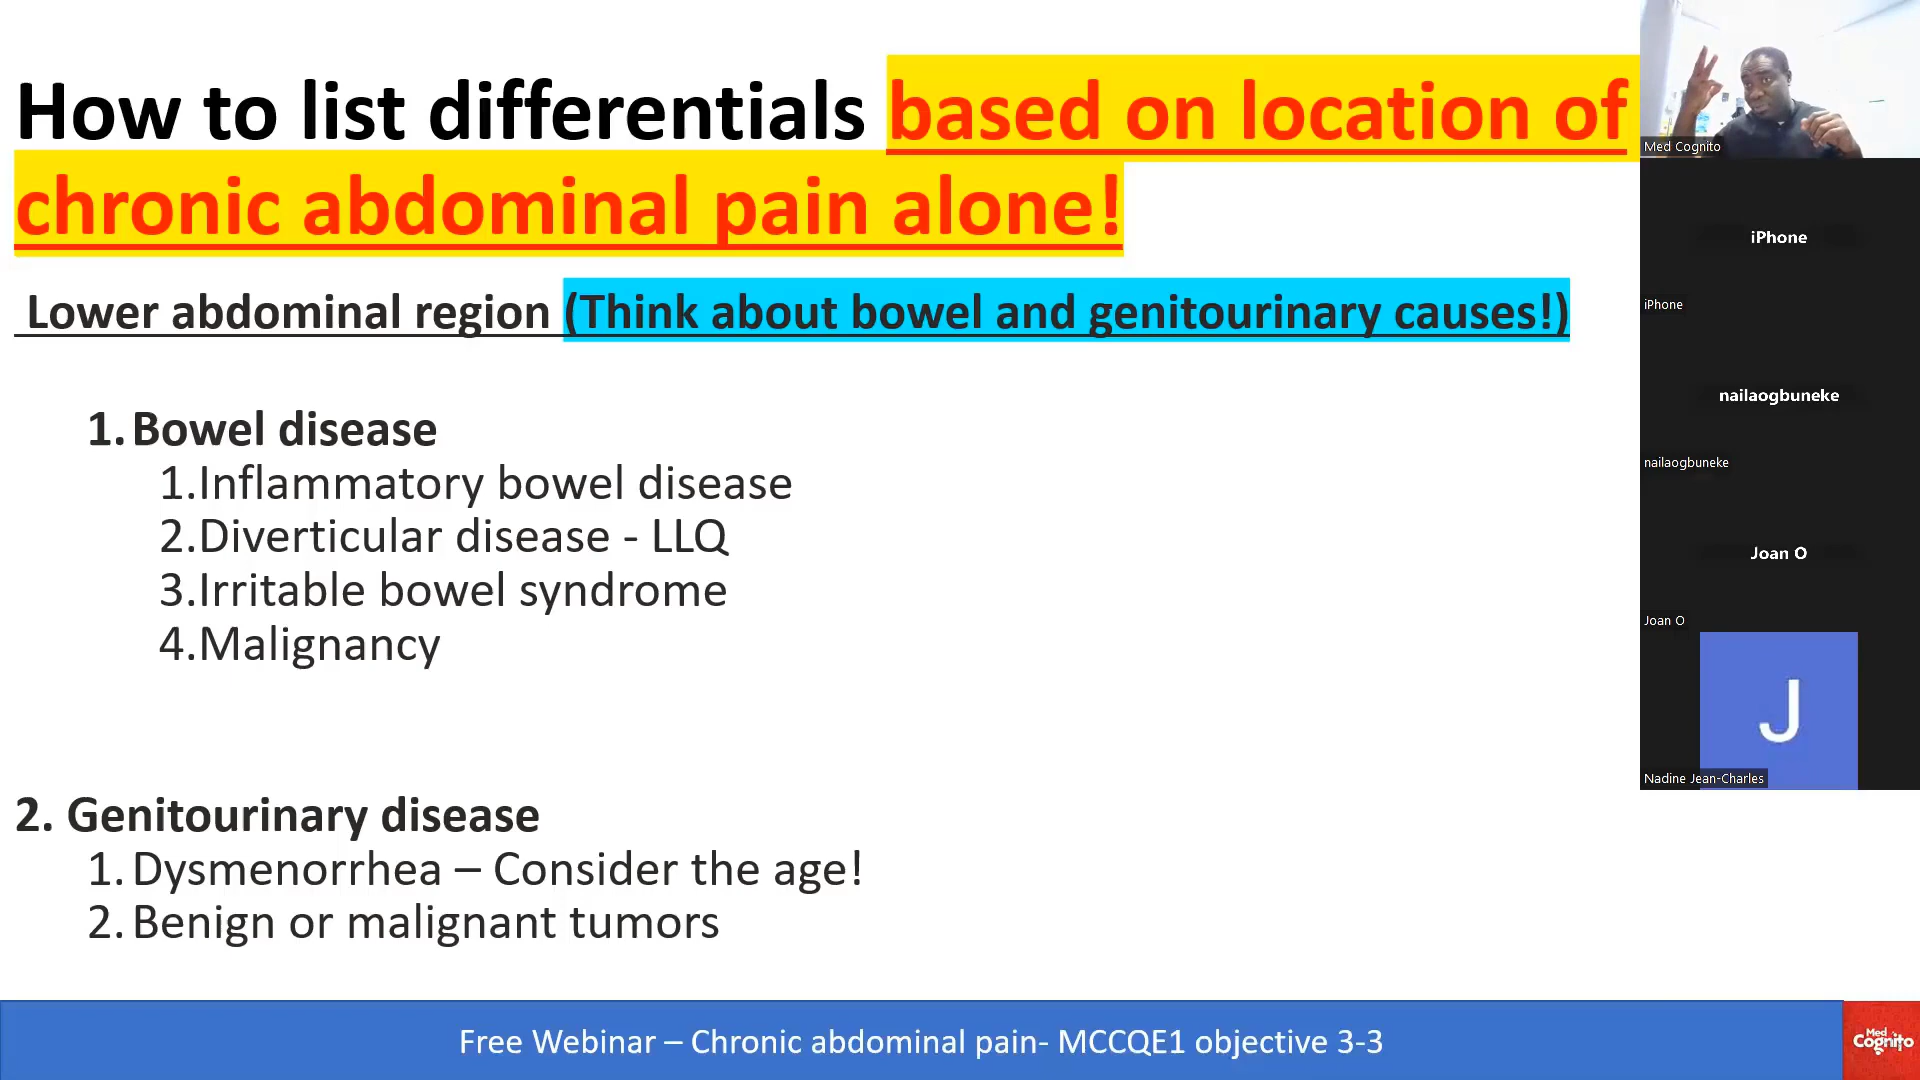 How to list differentials based on location of
chronic abdominal pain alone!
Lower abdominal region (Think about bowel and genitourinary causes!)
1. Bowel disease
1.Inflammatory bowel disease
2.Diverticular disease - LLQ
3.Irritable bowel syndrome
4.Malignancy
2. Genitourinary disease
1. Dysmenorrhea – Consider the age!
2. Benign or malignant tumors
Free Webinar – Chronic abdominal pain- MCCQE1 objective 3-3
Med
Cognito
Med Cognito
iPhone
iPhone
nailaogbuneke
nailaogbuneke
Joan O
Joan O
J
Nadine Jean-Charles